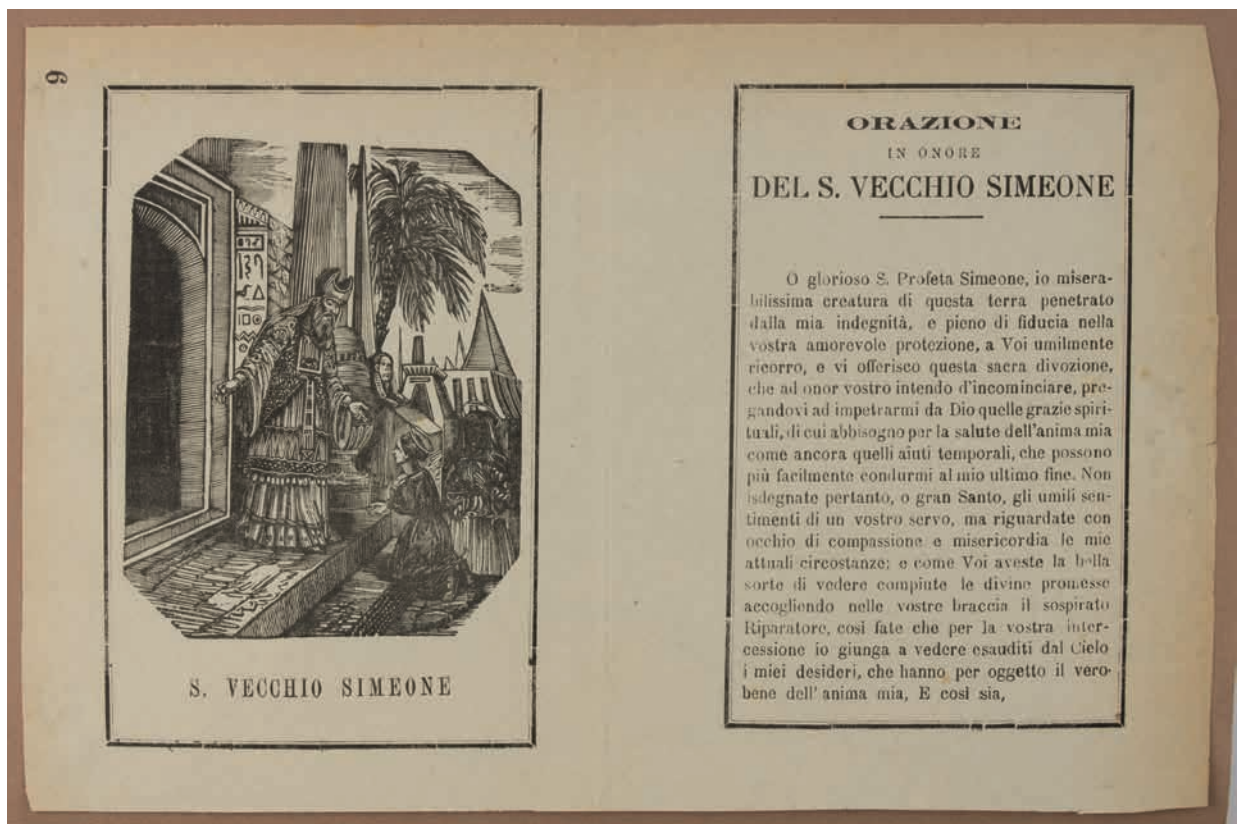 6
S. VECCHIO SIMEONE
ORAZIONE
IN ONORE
DEL S. VECCHIO SIMEONE
O glorioso S. Profeta Simeone, io misera-
bilissima creatura di questa terra penetrato
dalla mia indegnità, e pieno di fiducia nella
vostra amorevole protezione, a Voi umilmente
ricorro, e vi offerisco questa sacra divozione,
che ad onor vostro intendo d'incominciare, pre-
gandovi ad impetrarmi da Dio quelle grazie spiri-
tuali, di cui abbisogno per la salute dell'anima mia
come ancora quelli aiuti temporali, che possono
più facilmente condurmi al mio ultimo fine. Non
isdegnate pertanto, o gran Santo, gli umili sen-
timenti di un vostro servo, ma riguardate con
occhio di compassione e misericordia le mie
attuali circostanze; e come Voi aveste la bella
sorte di vedere compiute le divine promesse
accogliendo nelle vostre braccia il sospirato
Riparatore, così fate che per la vostra inter-
cessione io giunga a vedere esauditi dal Cielo
i miei desideri, che hanno per oggetto il vero
bene dell' anima mia, E così sia,